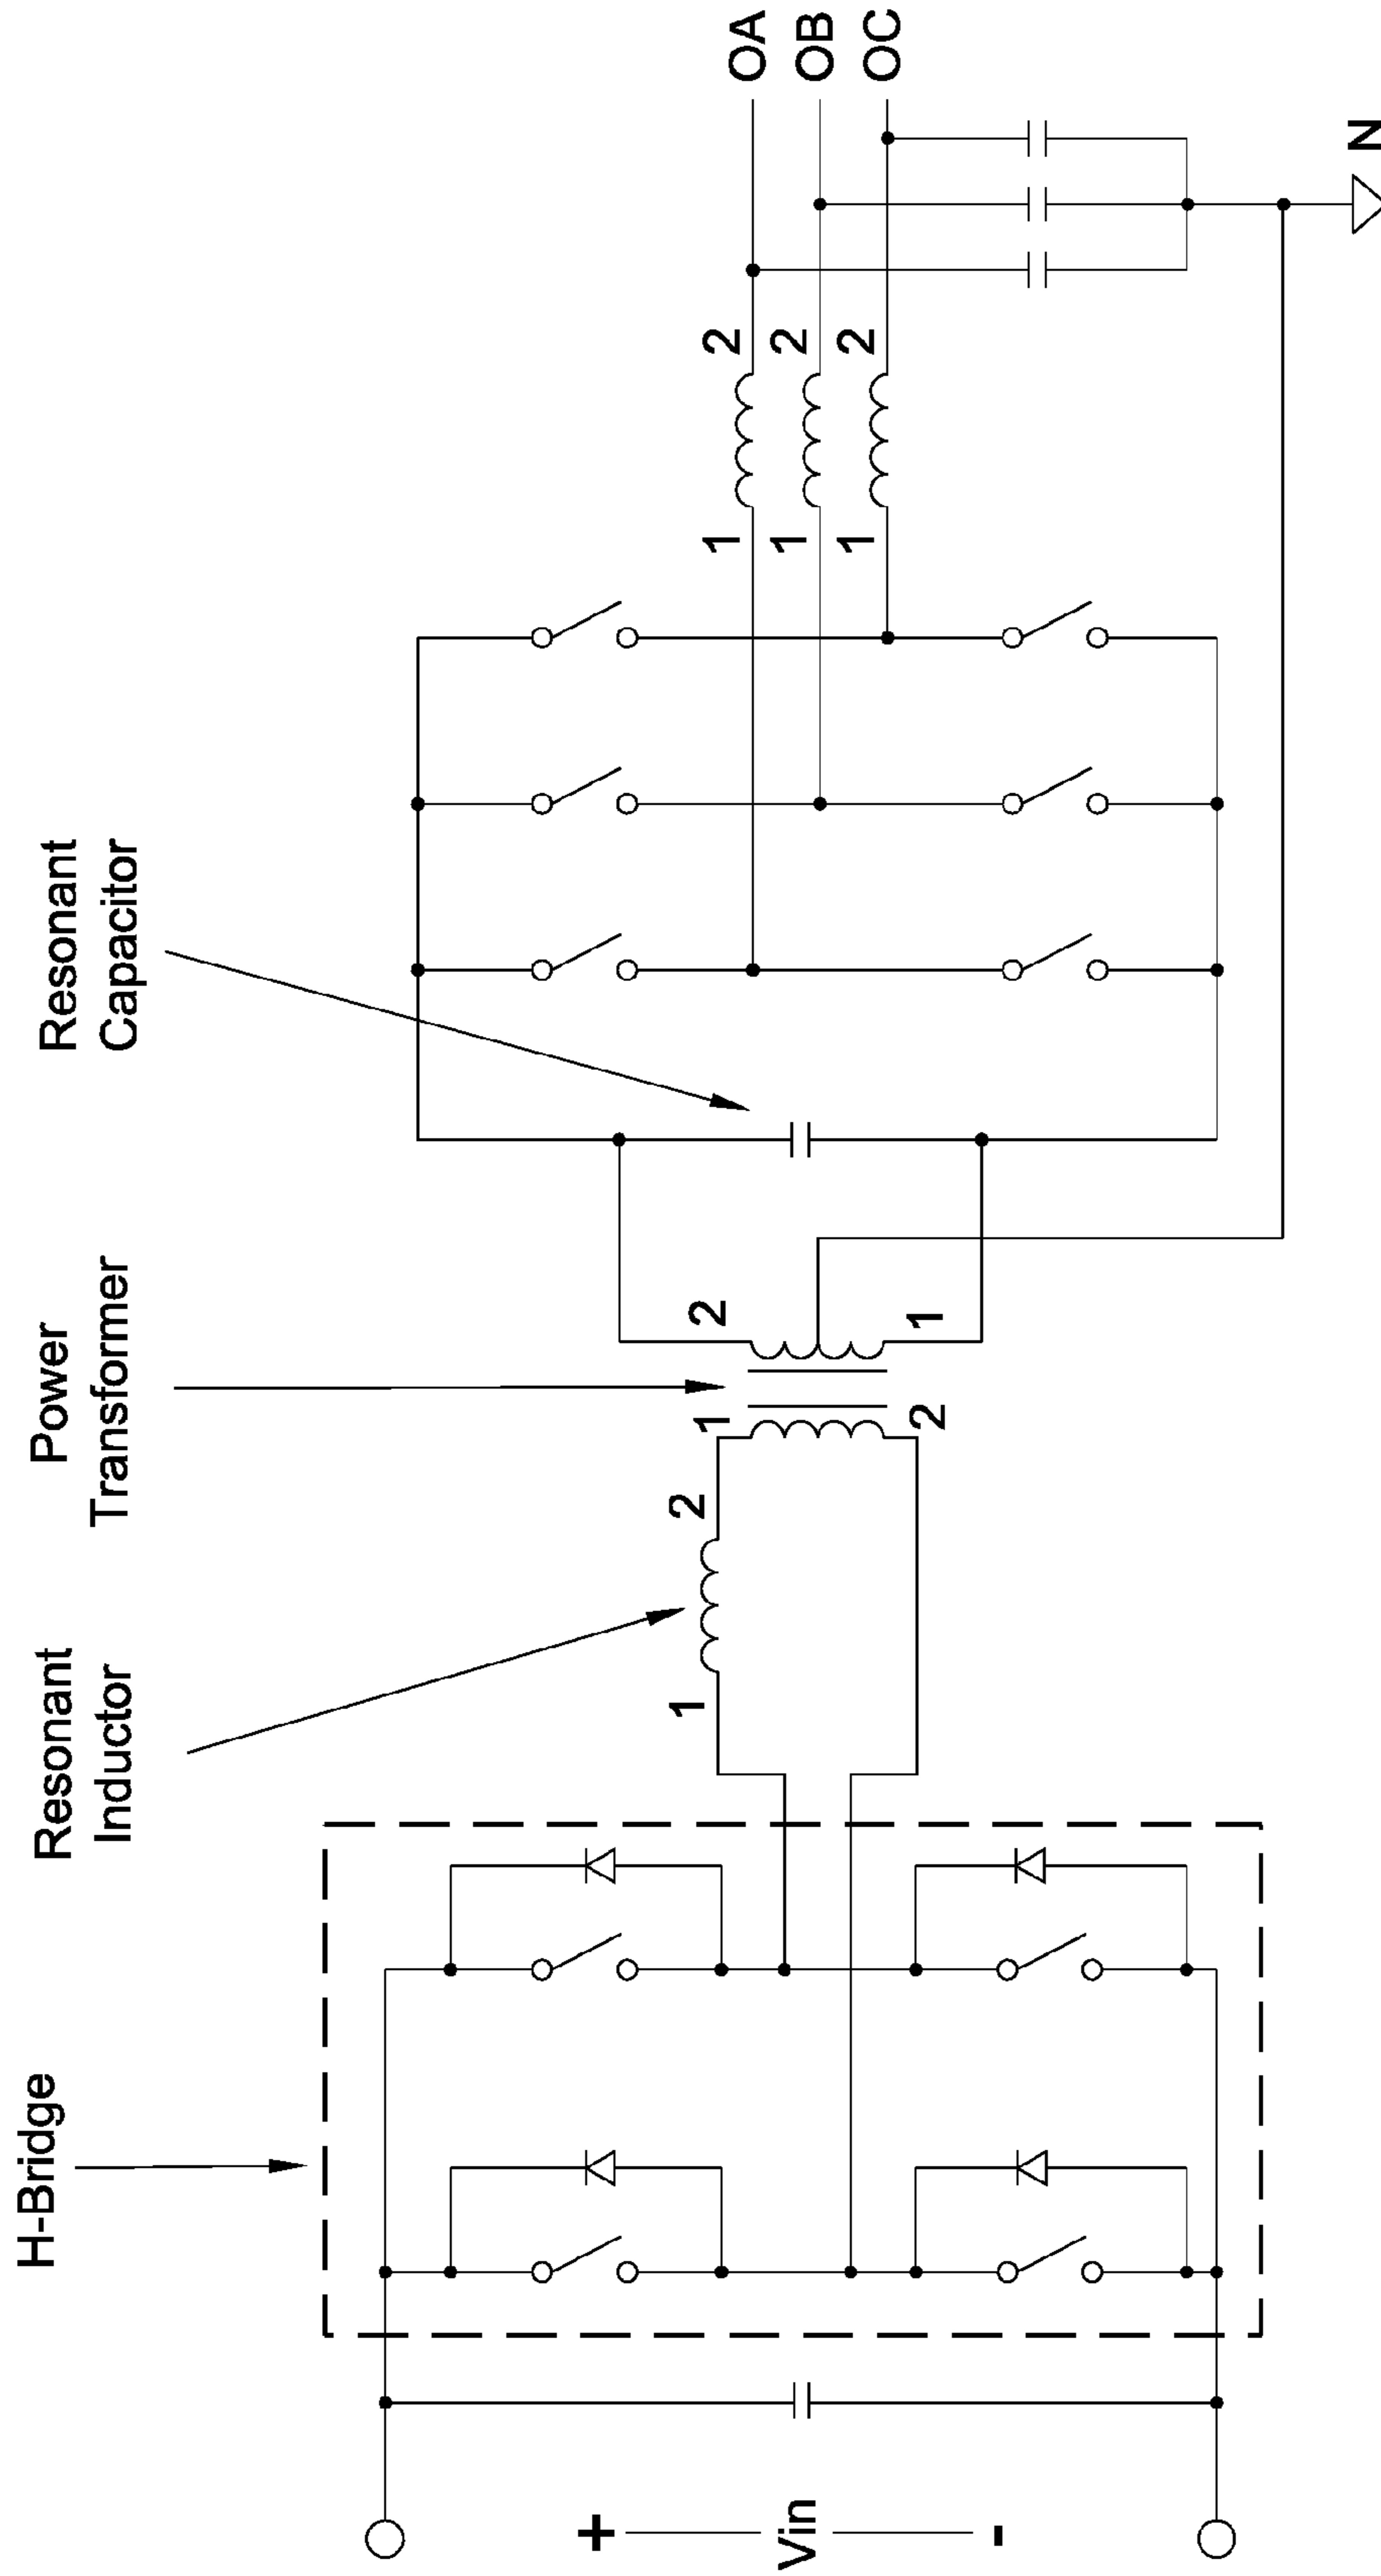 H-Bridge
Resonant
Inductor
Power
Transformer
Resonant
Capacitor
+
Vin
-
1
2
1
2
2
1
1
2
1
2
1
2
OA
OB
OC
N